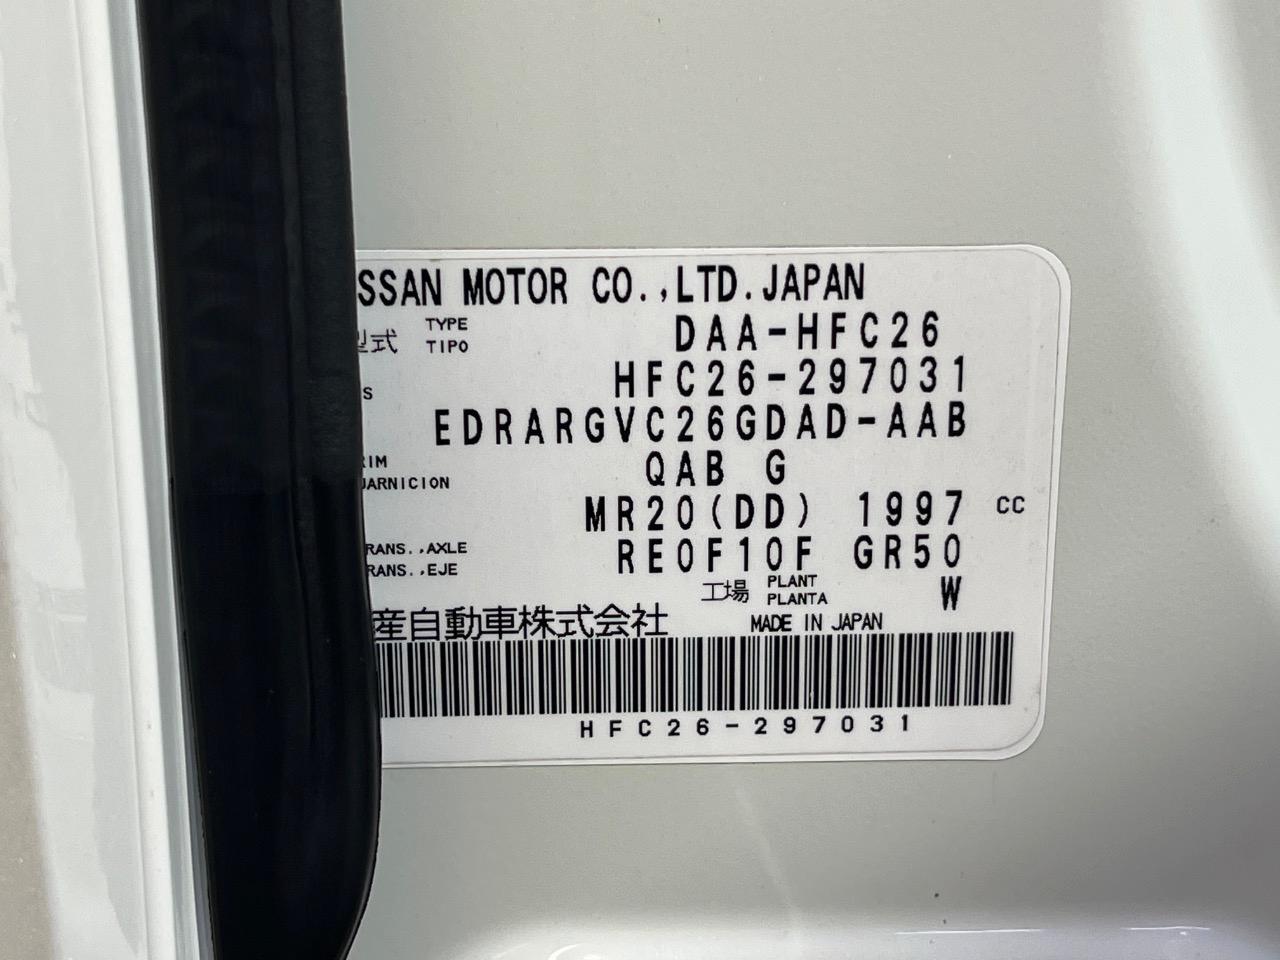 SSAN MOTOR CO.,LTD.JAPAN
型式 TYPE DAA-HFC26
TIPO
S HFC26-297031
EDRARGVC26GDAD-AAB
RIM QAB G
JARNICION
MR20(DD) 1997 CC
RANS.,AXLE RE0F10F GR50
RANS.,EJE
工場 PLANT W
PLANTA
産自動車株式会社 MADE IN JAPAN
HFC26-297031